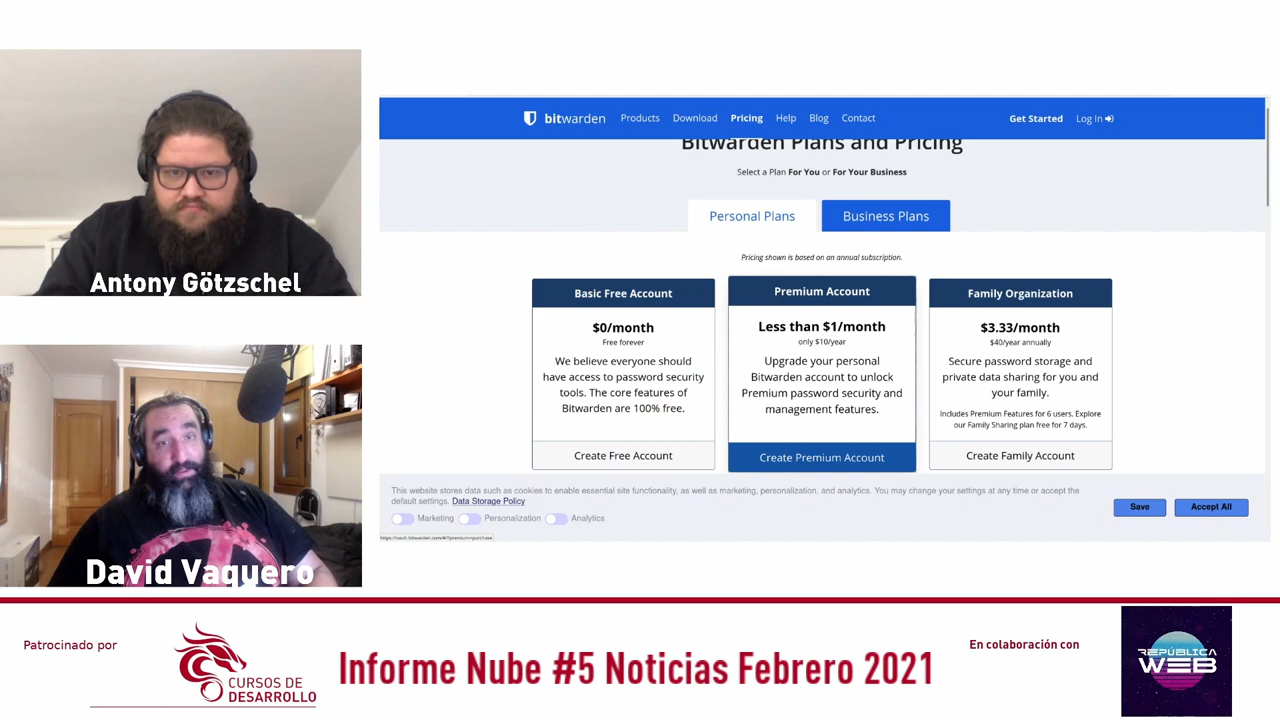 Antony Götzschel
David Vaquero
bitwarden
Products
Download
Pricing
Help
Blog
Contact
Get Started
Log In
Bitwarden Plans and Pricing
Select a Plan For You or For Your Business
Personal Plans
Business Plans
Pricing shown is based on an annual subscription.
Basic Free Account
$0/month
Free forever
We believe everyone should
have access to password security
tools. The core features of
Bitwarden are 100% free.
Create Free Account
Premium Account
Less than $1/month
only $10/year
Upgrade your personal
Bitwarden account to unlock
Premium password security and
management features.
Create Premium Account
Family Organization
$3.33/month
$40/year annually
Secure password storage and
private data sharing for you and
your family.
Includes Premium Features for 6 users. Explore
our Family Sharing plan free for 7 days.
Create Family Account
This website stores data such as cookies to enable essential site functionality, as well as marketing, personalization, and analytics. You may change your settings at any time or accept the
default settings. Data Storage Policy
Marketing
Personalization
Analytics
Save
Accept All
https://vault.bitwarden.com/#/?premium=purchase
Patrocinado por
CURSOS DE
DESARROLLO
Informe Nube #5 Noticias Febrero 2021
En colaboración con
REPÚBLICA
WEB